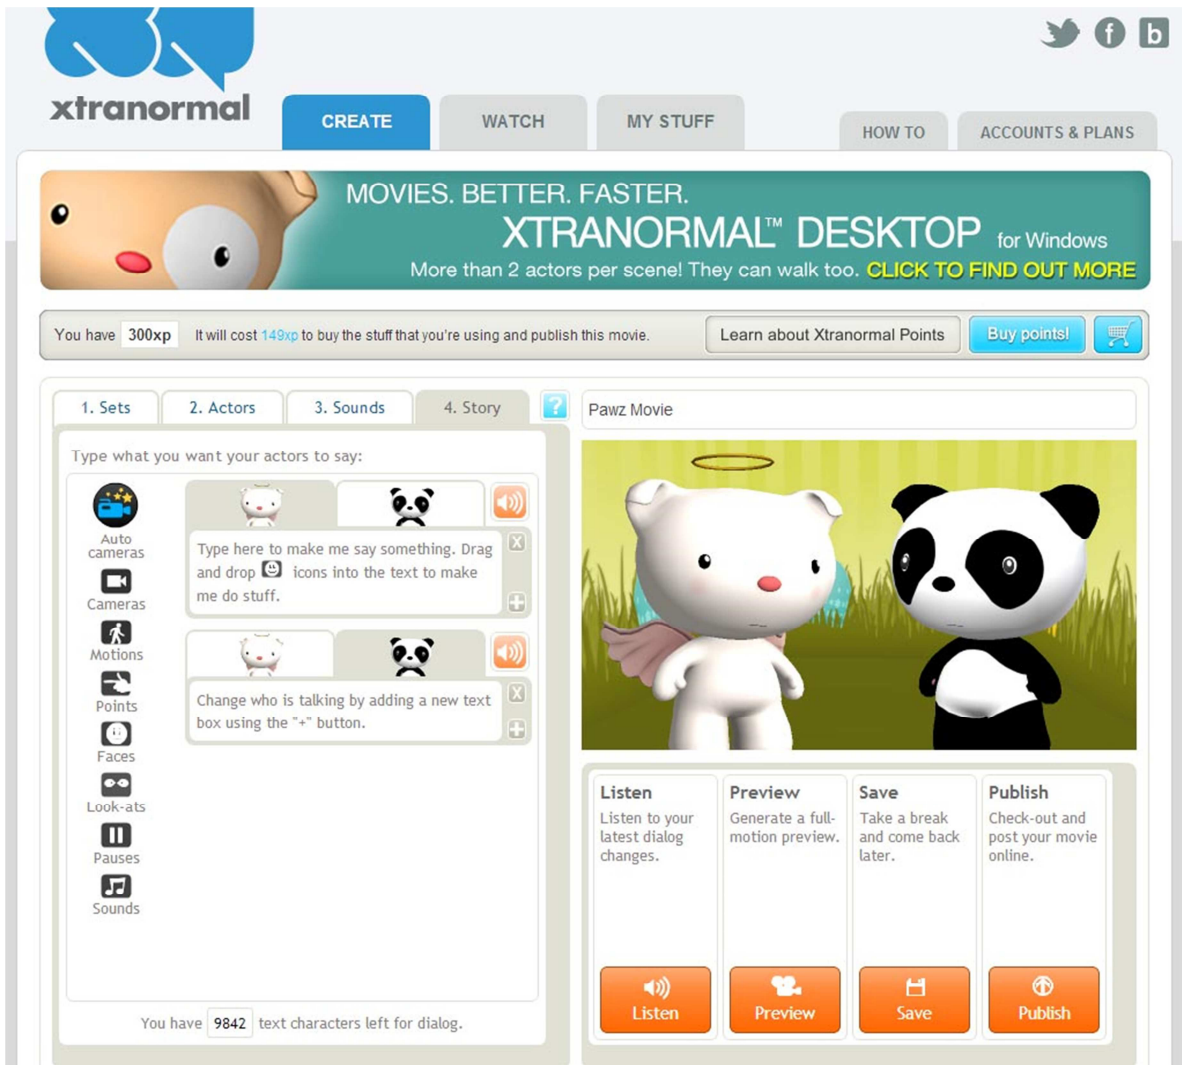 xtranormal
CREATE
WATCH
MY STUFF
HOW TO
ACCOUNTS & PLANS
MOVIES. BETTER. FASTER.
XTRANORMAL™ DESKTOP for Windows
More than 2 actors per scene! They can walk too. CLICK TO FIND OUT MORE
You have 300xp It will cost 149xp to buy the stuff that you're using and publish this movie.
Learn about Xtranormal Points
Buy points!
1. Sets
2. Actors
3. Sounds
4. Story
?
Pawz Movie
Type what you want your actors to say:
Auto
cameras
Cameras
Motions
Points
Faces
Look-ats
Pauses
Sounds
Type here to make me say something. Drag
and drop icons into the text to make
me do stuff.
X
+
Change who is talking by adding a new text
box using the "+" button.
X
+
You have 9842 text characters left for dialog.
Listen
Listen to your
latest dialog
changes.
Listen
Preview
Generate a full-
motion preview.
Preview
Save
Take a break
and come back
later.
Save
Publish
Check-out and
post your movie
online.
Publish